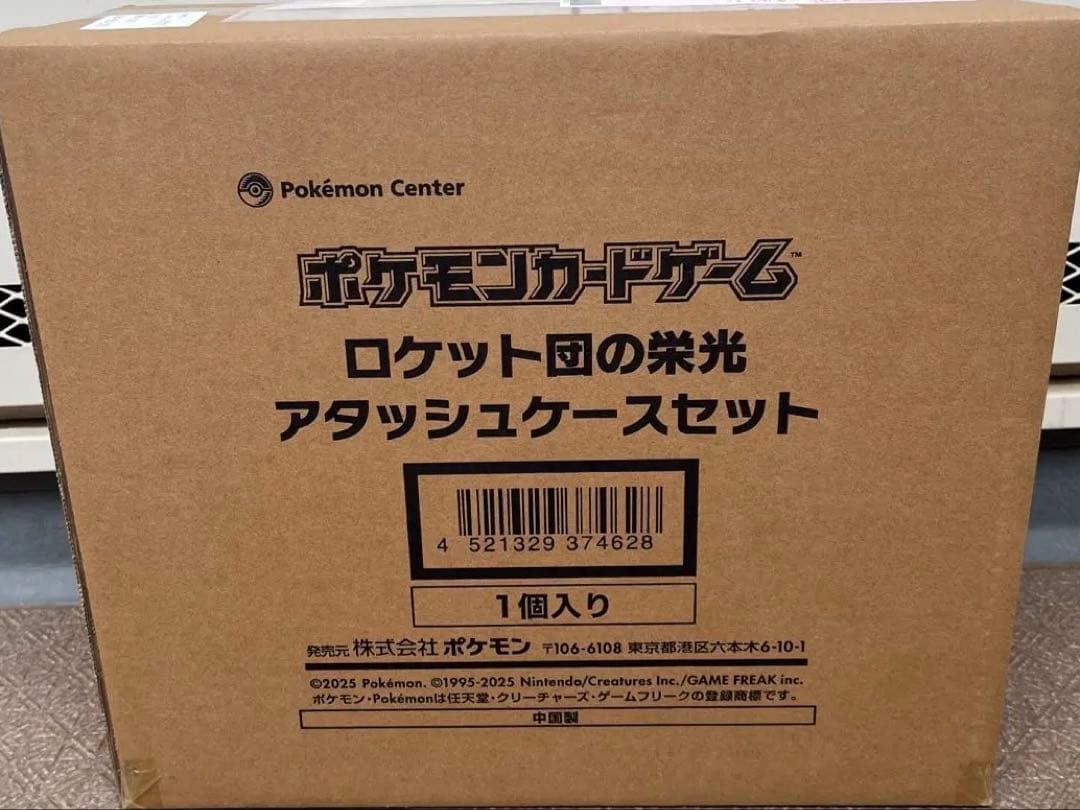 Pokémon Center
ポケモンカードゲーム™
ロケット団の栄光
アタッシュケースセット
4 521329 374628
1個入り
発売元 株式会社 ポケモン 〒106-6108 東京都港区六本木6-10-1
©2025 Pokémon. ©1995-2025 Nintendo/Creatures Inc./GAME FREAK inc.
ポケモン・Pokémonは任天堂・クリーチャーズ・ゲームフリークの登録商標です。
中国製